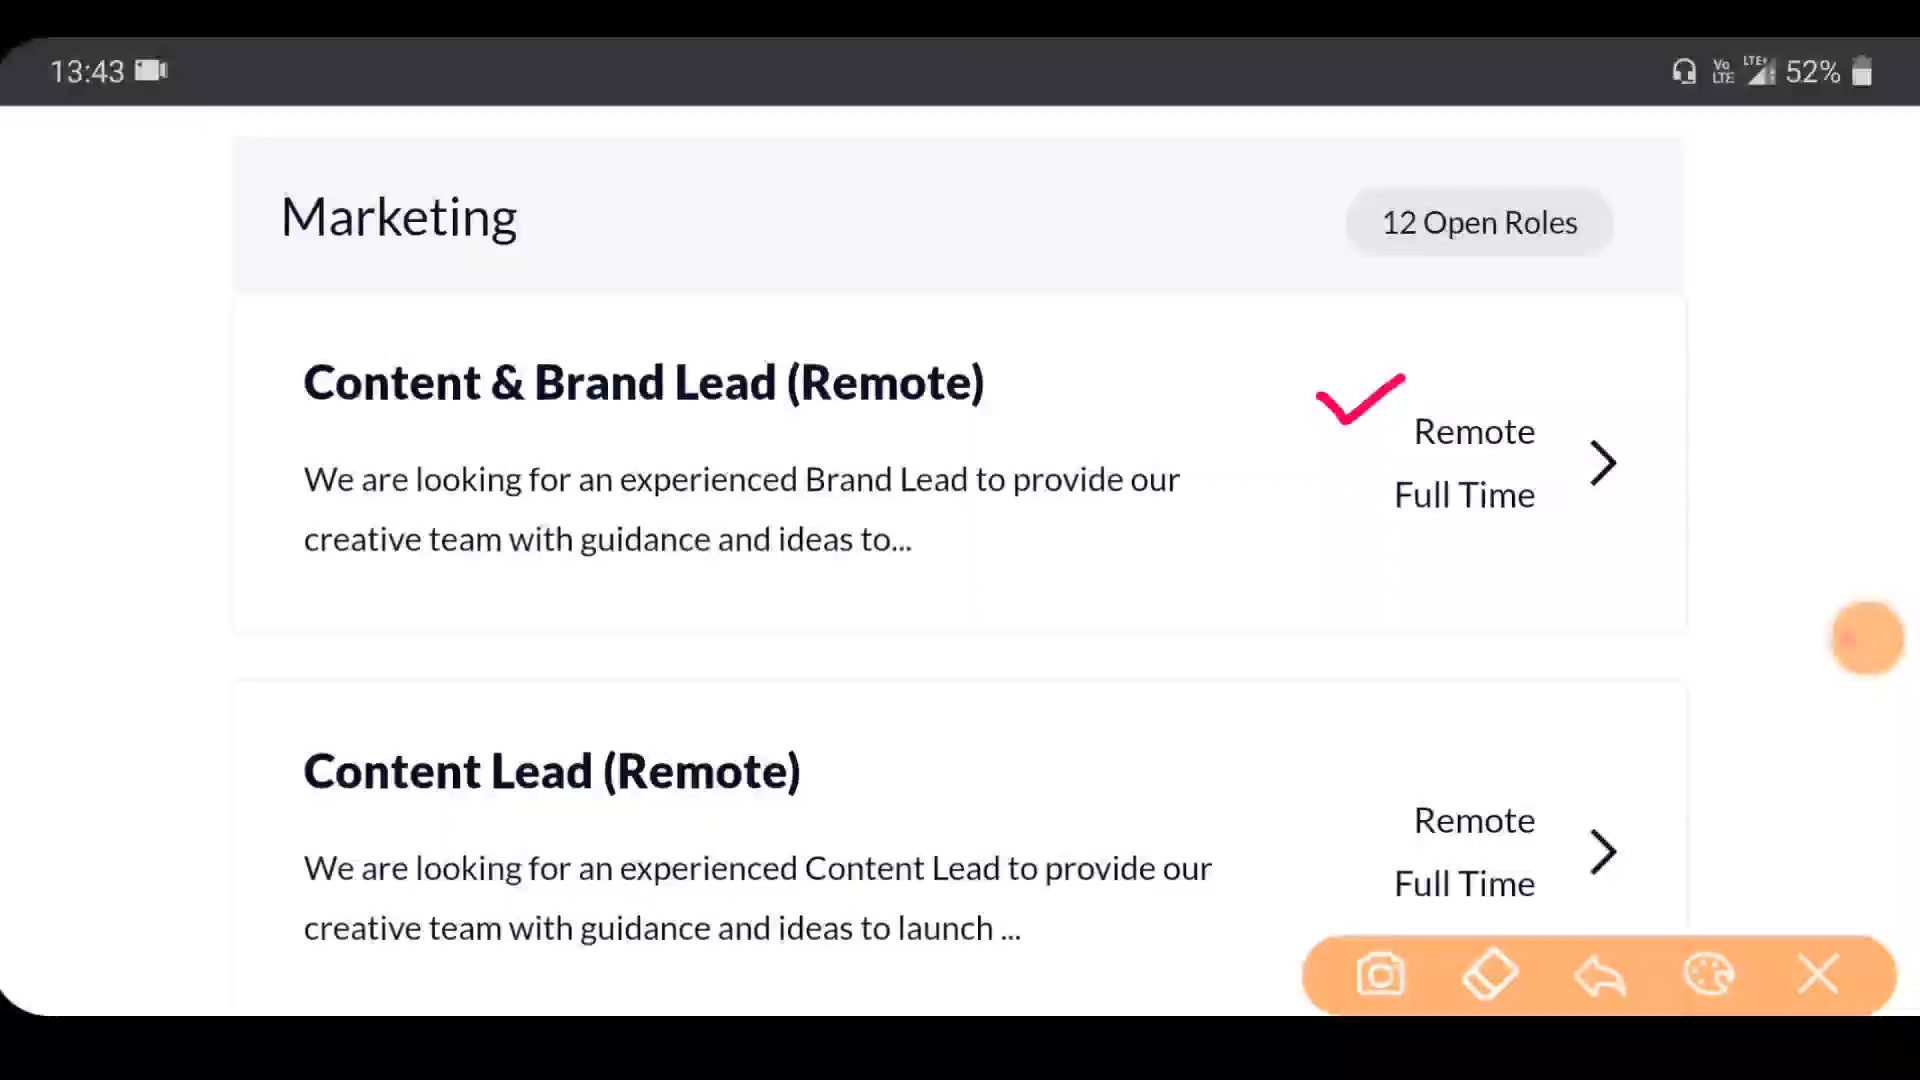 13:43
Vo
LTE
LTE+
52%
Marketing
12 Open Roles
Content & Brand Lead (Remote)
We are looking for an experienced Brand Lead to provide our
creative team with guidance and ideas to...
Remote
Full Time
Content Lead (Remote)
We are looking for an experienced Content Lead to provide our
creative team with guidance and ideas to launch ...
Remote
Full Time